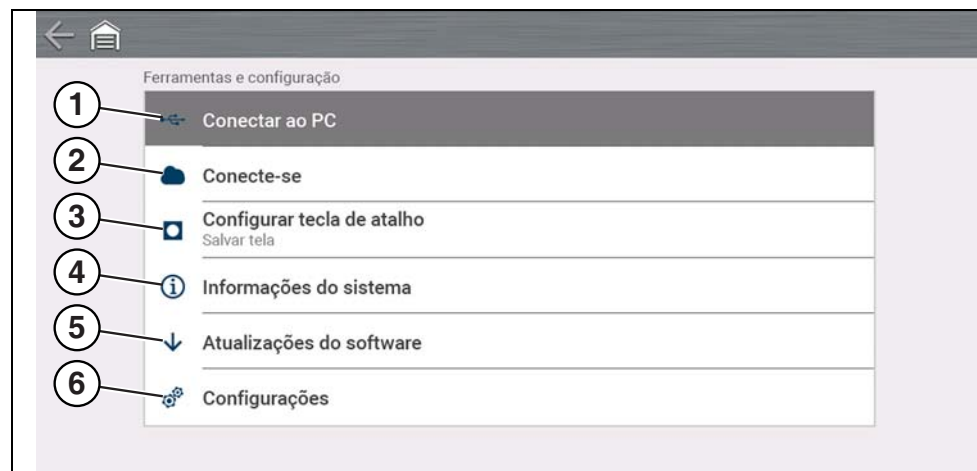 Ferramentas e configuração
1 Conectar ao PC
2 Conecte-se
3 Configurar tecla de atalho
Salvar tela
4 Informações do sistema
5 Atualizações do software
6 Configurações